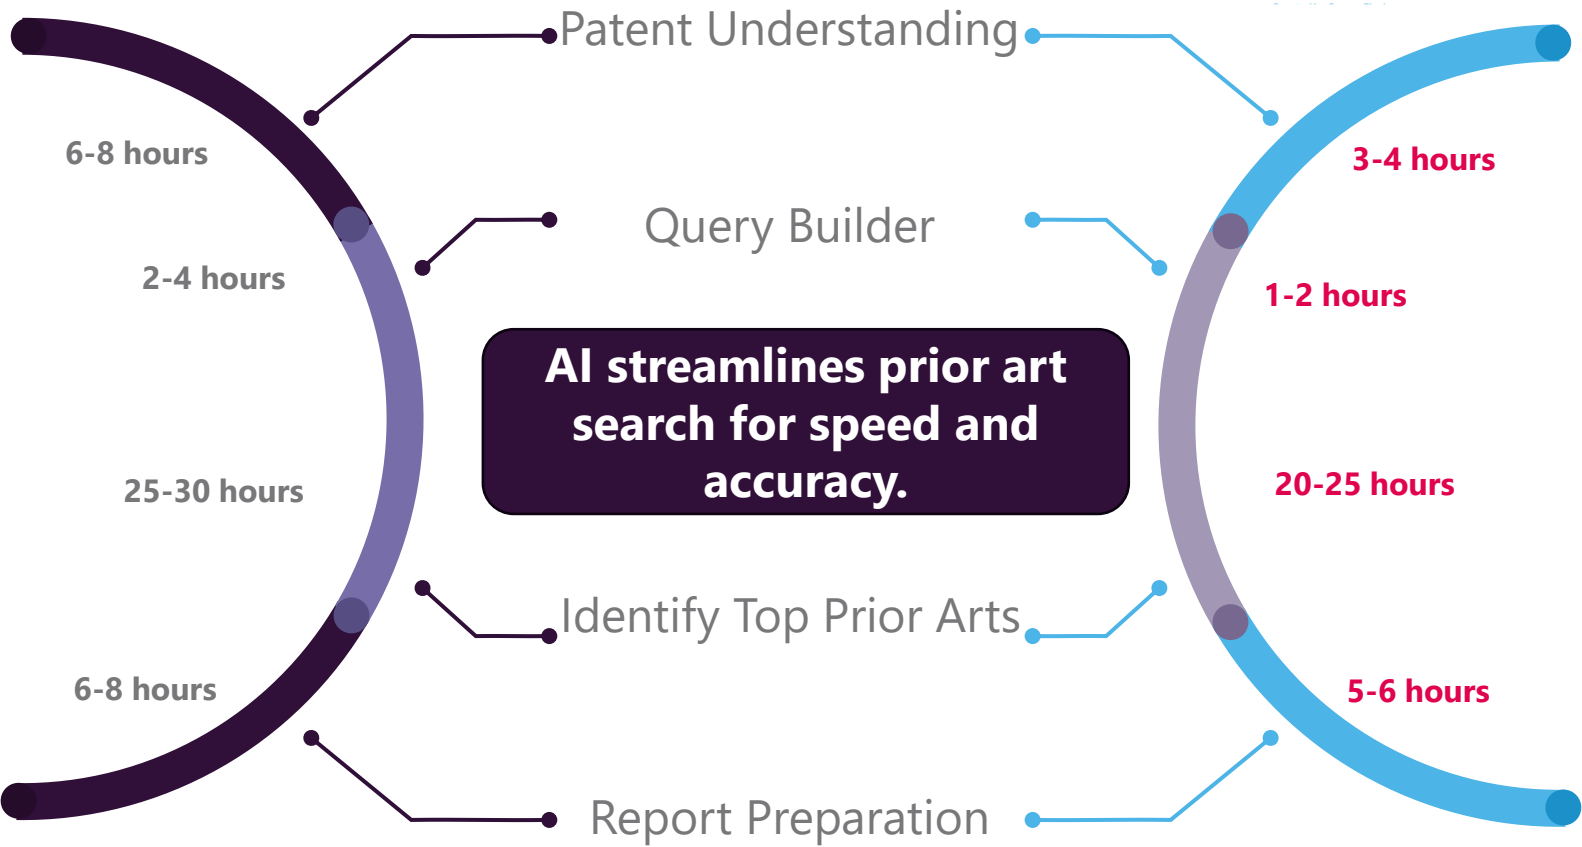 Patent Understanding
6-8 hours
3-4 hours
Query Builder
2-4 hours
1-2 hours
AI streamlines prior art
search for speed and
accuracy.
25-30 hours
20-25 hours
Identify Top Prior Arts
6-8 hours
5-6 hours
Report Preparation